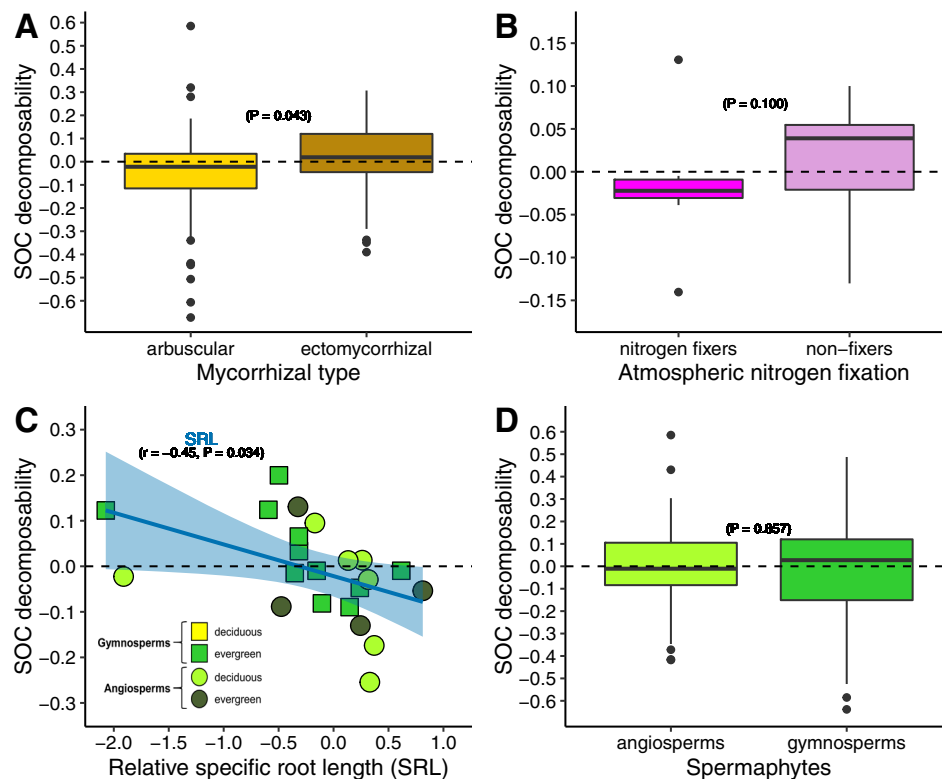 A
SOC decomposability
0.6
0.5
0.4
0.3
0.2
0.1
0.0
−0.1
−0.2
−0.3
−0.4
−0.5
−0.6
(P = 0.043)
arbuscular
ectomycorrhizal
Mycorrhizal type
B
SOC decomposability
0.15
0.10
0.05
0.00
−0.05
−0.10
−0.15
(P = 0.100)
nitrogen fixers
non−fixers
Atmospheric nitrogen fixation
C
SOC decomposability
0.3
0.2
0.1
0.0
−0.1
−0.2
−0.3
SRL
(r = −0.45, P = 0.034)
Gymnosperms
deciduous
evergreen
Angiosperms
deciduous
evergreen
−2.0
−1.5
−1.0
−0.5
0.0
0.5
1.0
Relative specific root length (SRL)
D
SOC decomposability
0.6
0.5
0.4
0.3
0.2
0.1
0.0
−0.1
−0.2
−0.3
−0.4
−0.5
−0.6
(P = 0.857)
angiosperms
gymnosperms
Spermaphytes